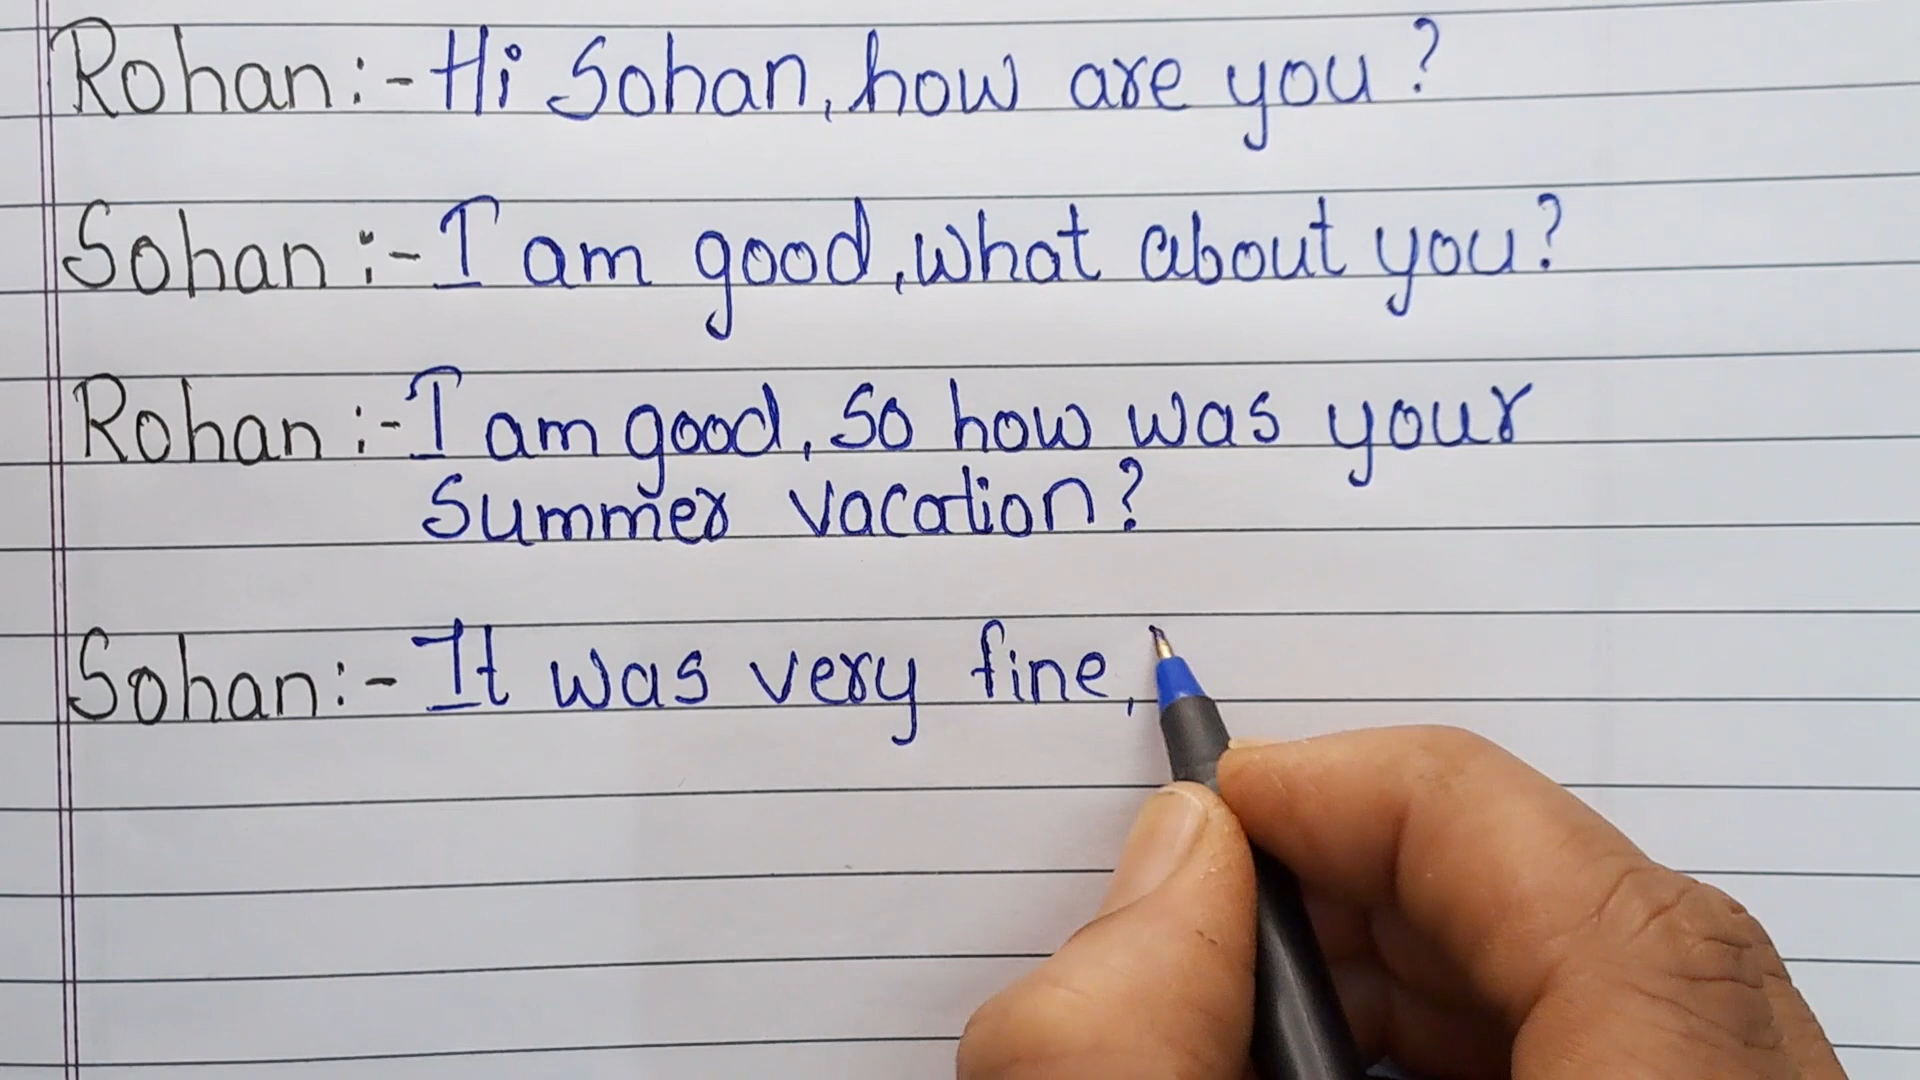 Rohan:- Hi Sohan, how are you?
Sohan:- I am good, what about you?
Rohan:- I am good, So how was your
Summer vacation?
Sohan:- It was very fine,